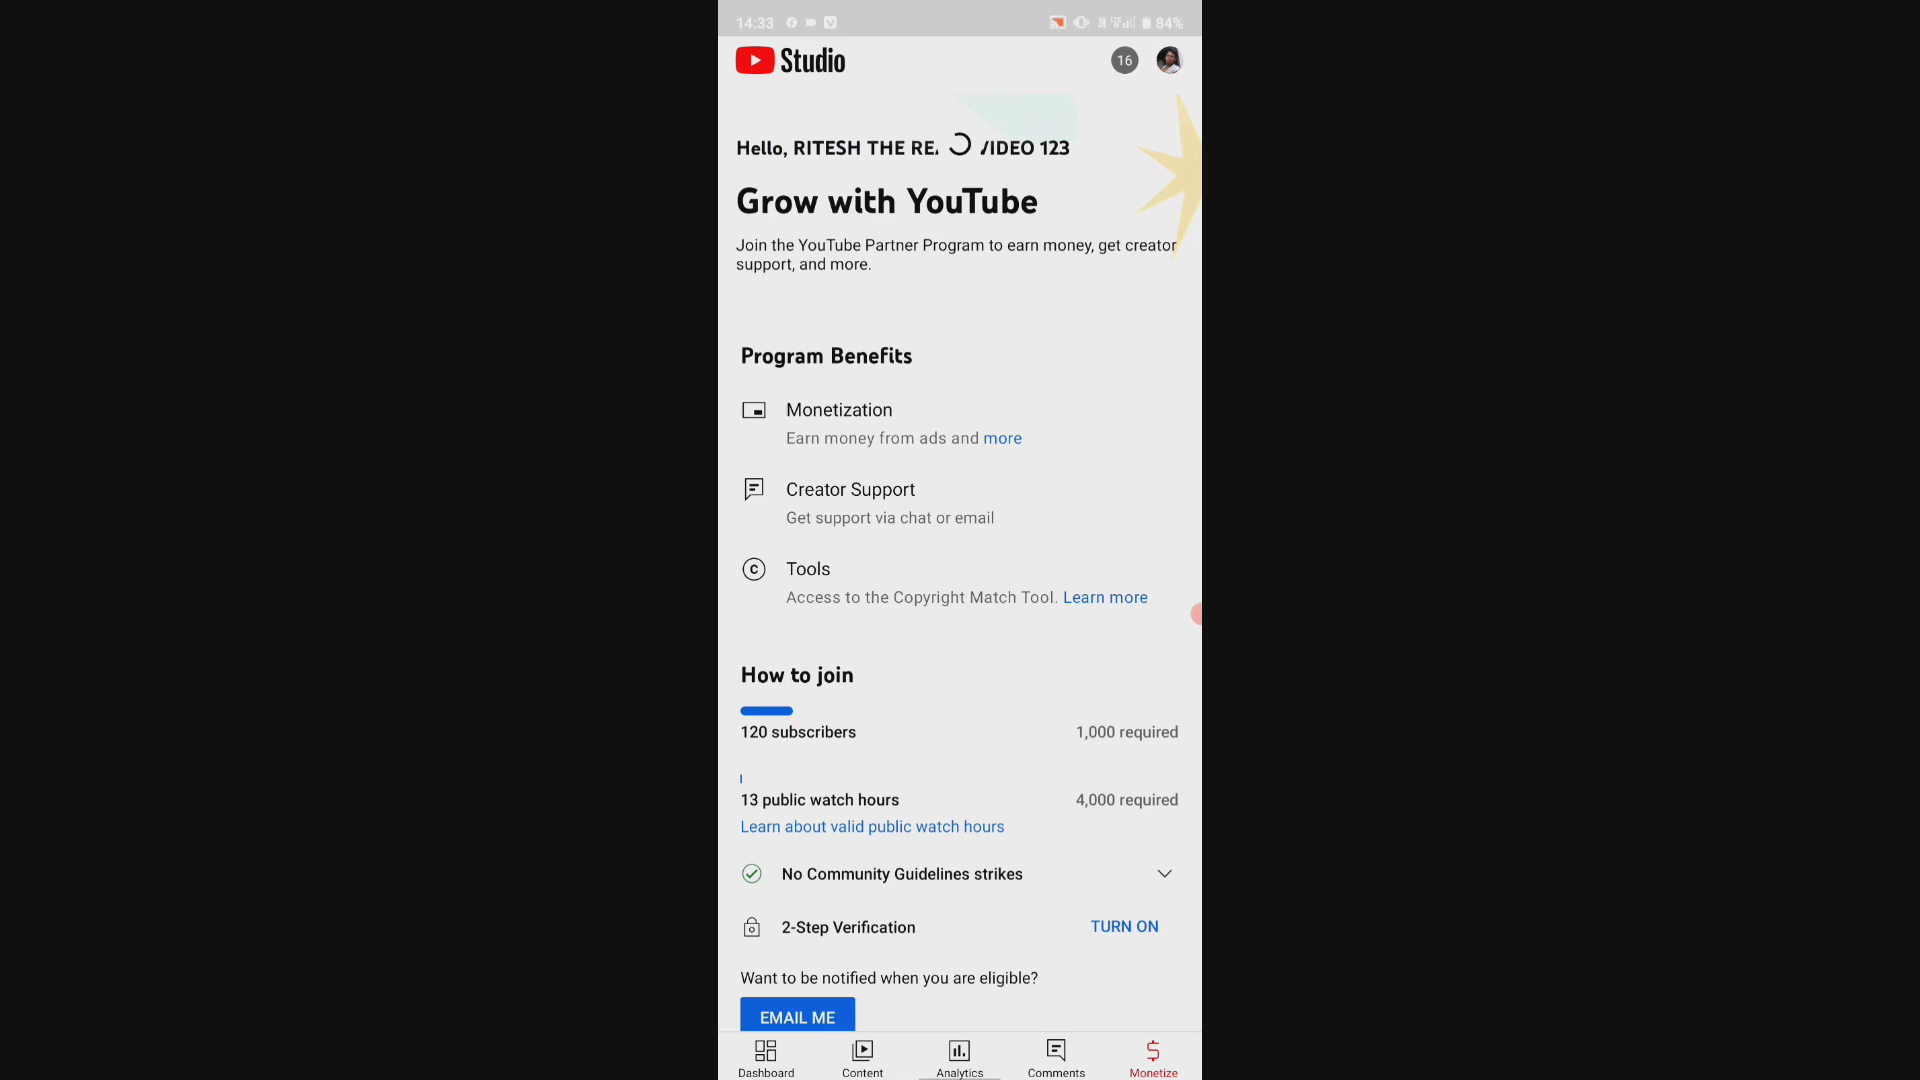 14:33
84%
Studio
16
Hello, RITESH THE VIDEO 123
Grow with YouTube
Join the YouTube Partner Program to earn money, get creator
support, and more.
Program Benefits
Monetization
Earn money from ads and more
Creator Support
Get support via chat or email
Tools
Access to the Copyright Match Tool. Learn more
How to join
120 subscribers
1,000 required
13 public watch hours
4,000 required
Learn about valid public watch hours
No Community Guidelines strikes
2-Step Verification
TURN ON
Want to be notified when you are eligible?
EMAIL ME
Dashboard
Content
Analytics
Comments
Monetize